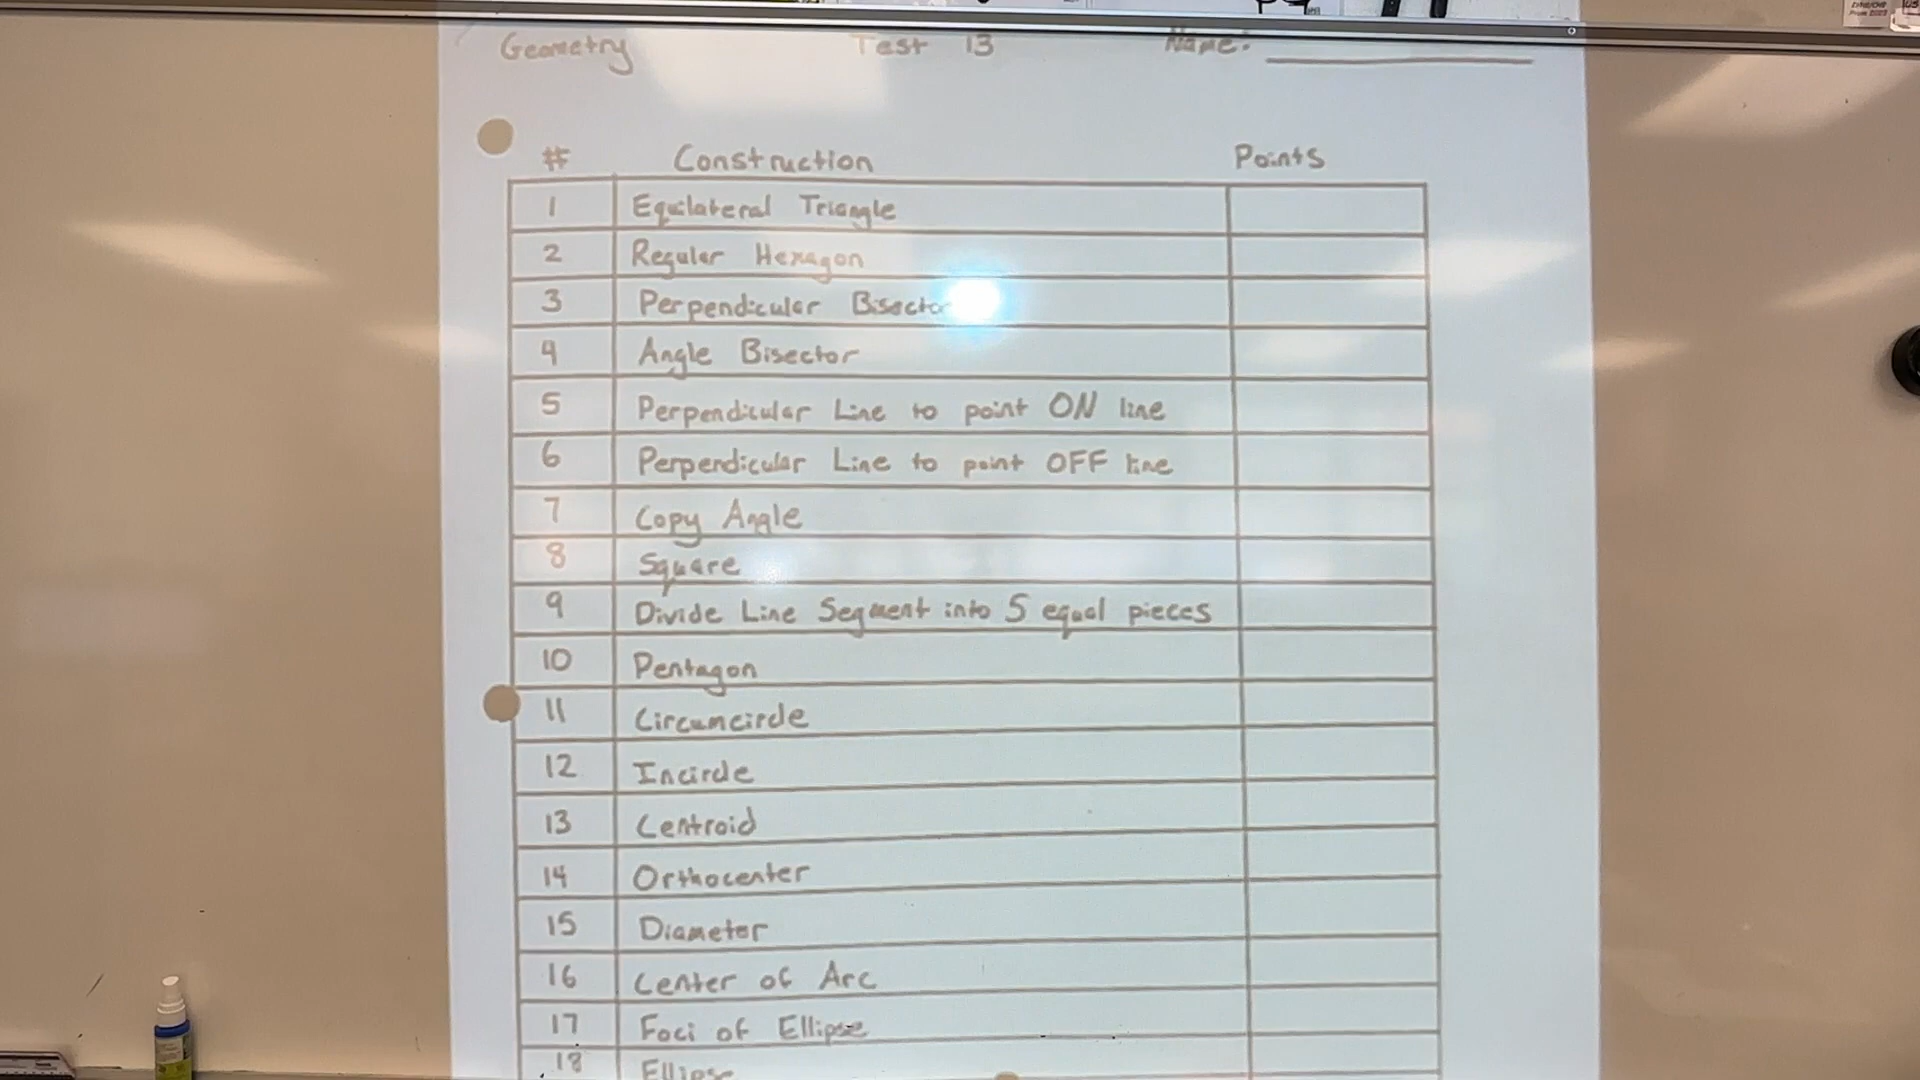 Geometry Test 13 Name:
# Construction Points
1 Equilateral Triangle
2 Regular Hexagon
3 Perpendicular Bisector
4 Angle Bisector
5 Perpendicular Line to point ON line
6 Perpendicular Line to point OFF line
7 Copy Angle
8 Square
9 Divide Line Segment into 5 equal pieces
10 Pentagon
11 Circumcircle
12 Incircle
13 Centroid
14 Orthocenter
15 Diameter
16 Center of Arc
17 Foci of Ellipse
18 Ellipse